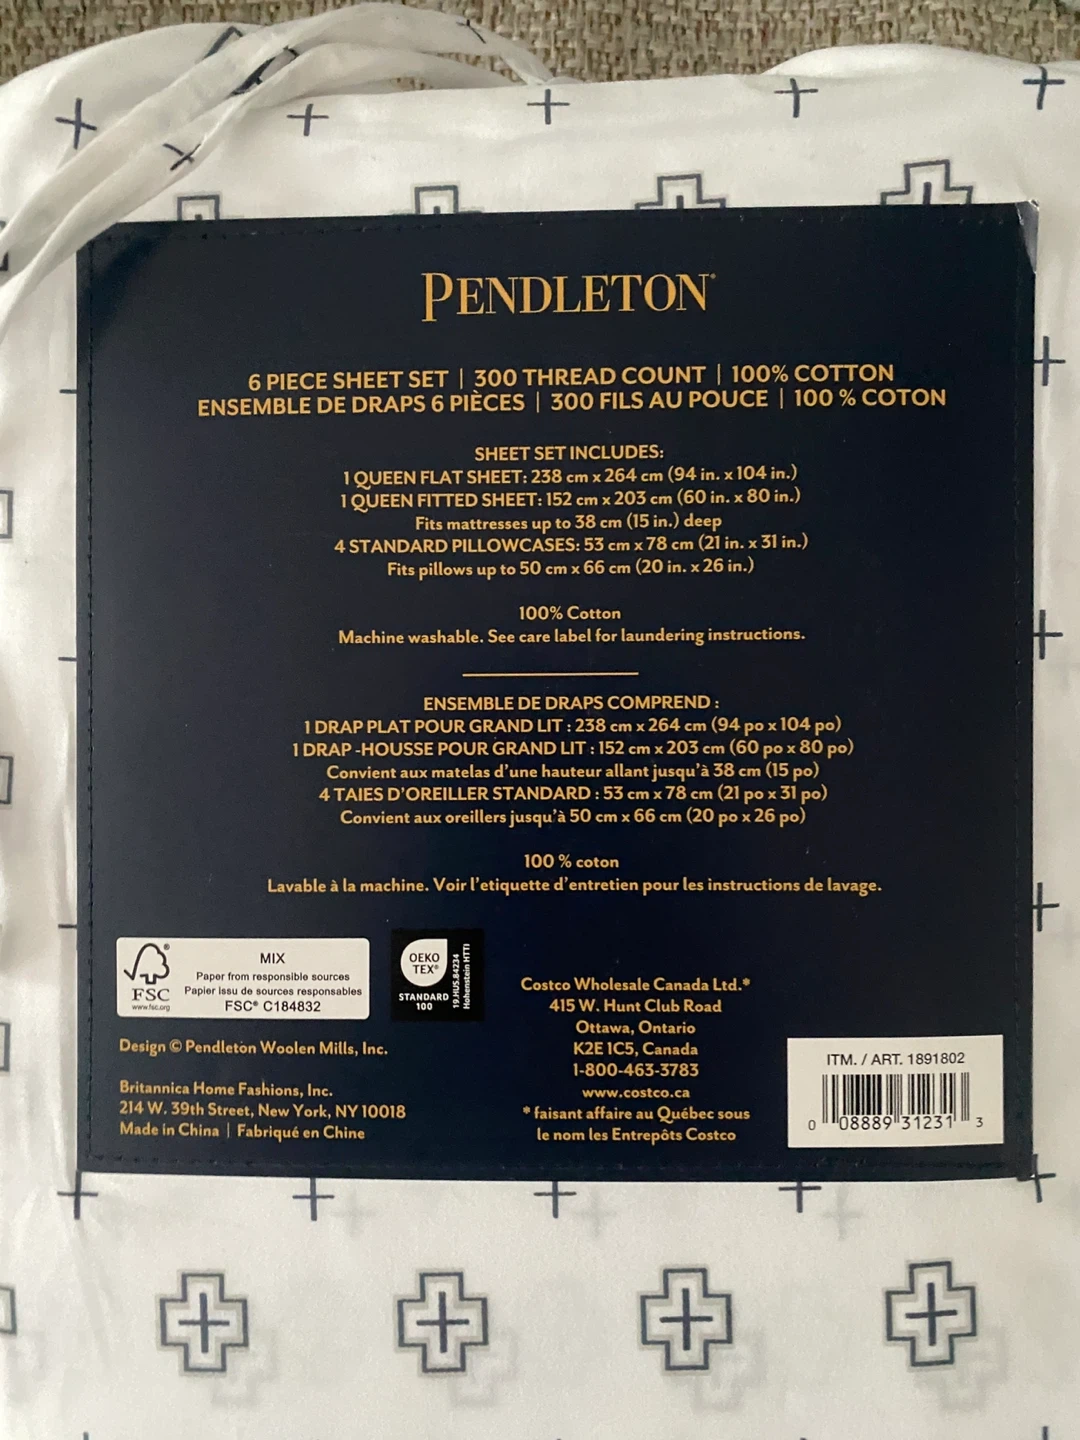 PENDLETON®
6 PIECE SHEET SET | 300 THREAD COUNT | 100% COTTON
ENSEMBLE DE DRAPS 6 PIÈCES | 300 FILS AU POUCE | 100 % COTON
SHEET SET INCLUDES:
1 QUEEN FLAT SHEET: 238 cm x 264 cm (94 in. x 104 in.)
1 QUEEN FITTED SHEET: 152 cm x 203 cm (60 in. x 80 in.)
Fits mattresses up to 38 cm (15 in.) deep
4 STANDARD PILLOWCASES: 53 cm x 78 cm (21 in. x 31 in.)
Fits pillows up to 50 cm x 66 cm (20 in. x 26 in.)
100% Cotton
Machine washable. See care label for laundering instructions.
ENSEMBLE DE DRAPS COMPREND :
1 DRAP PLAT POUR GRAND LIT : 238 cm x 264 cm (94 po x 104 po)
1 DRAP -HOUSSE POUR GRAND LIT : 152 cm x 203 cm (60 po x 80 po)
Convient aux matelas d'une hauteur allant jusqu'à 38 cm (15 po)
4 TAIES D'OREILLER STANDARD : 53 cm x 78 cm (21 po x 31 po)
Convient aux oreillers jusqu'à 50 cm x 66 cm (20 po x 26 po)
100 % coton
Lavable à la machine. Voir l'etiquette d'entretien pour les instructions de lavage.
FSC
www.fsc.org
MIX
Paper from responsible sources
Papier issu de sources responsables
FSC® C184832
OEKO
TEX®
STANDARD
100
19.HUS.84234
Hohenstein HTTI
Design © Pendleton Woolen Mills, Inc.
Britannica Home Fashions, Inc.
214 W. 39th Street, New York, NY 10018
Made in China | Fabriqué en Chine
Costco Wholesale Canada Ltd.*
415 W. Hunt Club Road
Ottawa, Ontario
K2E 1C5, Canada
1-800-463-3783
www.costco.ca
* faisant affaire au Québec sous
le nom les Entrepôts Costco
ITM. / ART. 1891802
0 08889 31231 3